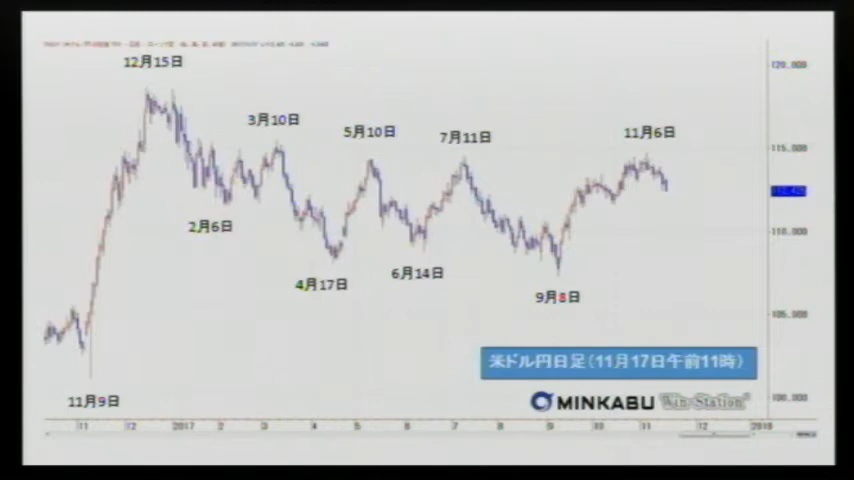 12月15日
120.000
3月10日
5月10日
7月11日
11月6日
115.000
2月6日
110.000
4月17日
6月14日
9月8日
105.000
米ドル円日足（11月17日午前11時）
11月9日
MINKABU Win-Station
100.000
11 12 2017 2 3 4 5 6 7 8 9 10 11 12 2018